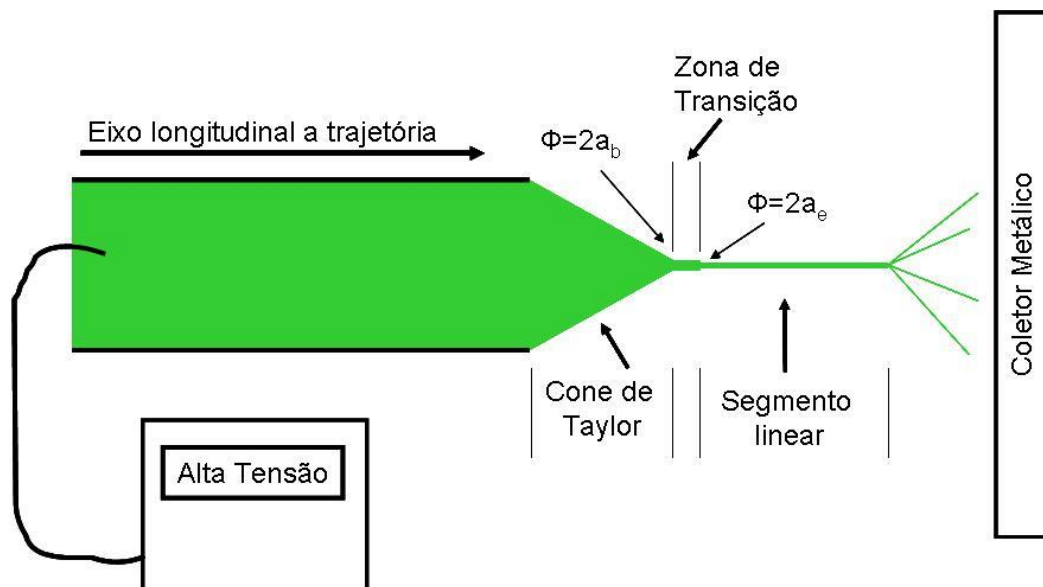 Zona de
Transição
Eixo longitudinal a trajetória
Φ=2a_b
Φ=2a_e
Coletor Metálico
Cone de
Taylor
Segmento
linear
Alta Tensão